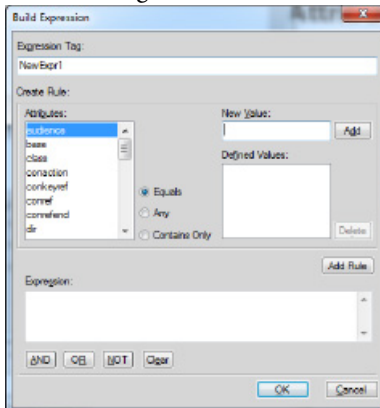 Build Expression
Expression Tag:
NewExpr1
Create Rule:
Attributes:
audience
base
class
conaction
conkeyref
conref
conrefend
dir
Equals
Any
Contains Only
New Value:
Add
Defined Values:
Delete
Add Rule
Expression:
AND OR NOT Clear
OK Cancel